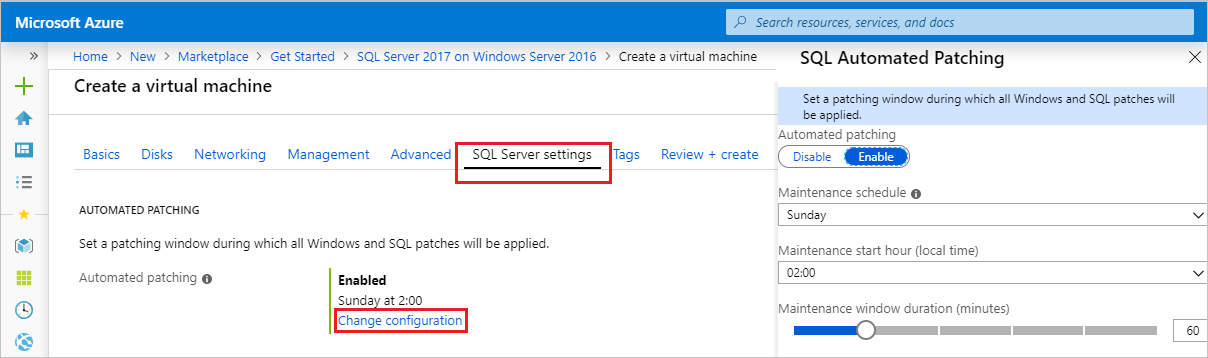 Microsoft Azure
Search resources, services, and docs
»
Home > New > Marketplace > Get Started > SQL Server 2017 on Windows Server 2016 > Create a virtual machine
Create a virtual machine
Basics Disks Networking Management Advanced SQL Server settings Tags Review + create
AUTOMATED PATCHING
Set a patching window during which all Windows and SQL patches will be applied.
Automated patching
Enabled
Sunday at 2:00
Change configuration
SQL Automated Patching
Set a patching window during which all Windows and SQL patches will
be applied.
Automated patching
Disable Enable
Maintenance schedule
Sunday
Maintenance start hour (local time)
02:00
Maintenance window duration (minutes)
60